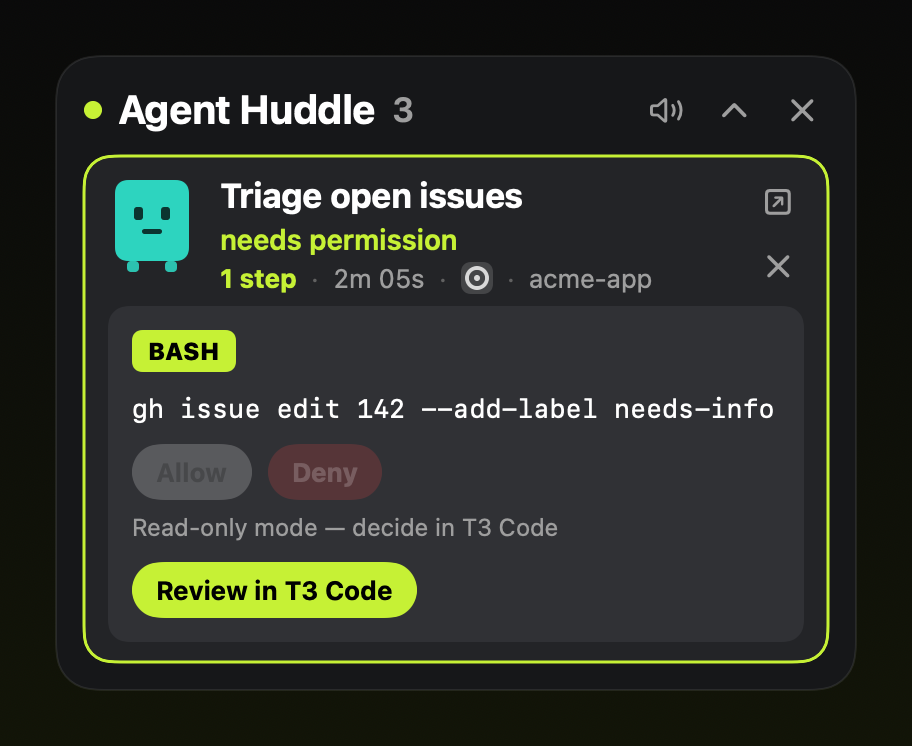 Agent Huddle 3
Triage open issues
needs permission
1 step · 2m 05s · · acme-app
BASH
gh issue edit 142 --add-label needs-info
Allow Deny
Read-only mode — decide in T3 Code
Review in T3 Code